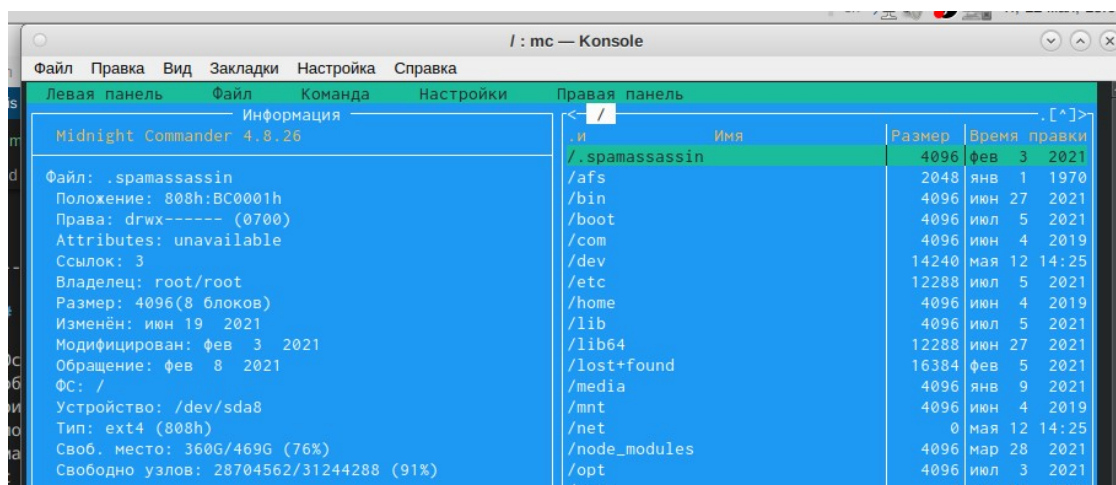 / : mc — Konsole
Файл Правка Вид Закладки Настройка Справка
Левая панель Файл Команда Настройки Правая панель
Информация
Midnight Commander 4.8.26
Файл: .spamassassin
Положение: 808h:BC0001h
Права: drwx------ (0700)
Attributes: unavailable
Ссылок: 3
Владелец: root/root
Размер: 4096(8 блоков)
Изменён: июн 19 2021
Модифицирован: фев 3 2021
Обращение: фев 8 2021
ФС: /
Устройство: /dev/sda8
Тип: ext4 (808h)
Своб. место: 360G/469G (76%)
Свободно узлов: 28704562/31244288 (91%)
<─ / .[^]>
.и Имя Размер Время правки
/.spamassassin 4096 фев 3 2021
/afs 2048 янв 1 1970
/bin 4096 июн 27 2021
/boot 4096 июл 5 2021
/com 4096 июн 4 2019
/dev 14240 мая 12 14:25
/etc 12288 июл 5 2021
/home 4096 июн 4 2019
/lib 4096 июл 5 2021
/lib64 12288 июн 27 2021
/lost+found 16384 фев 5 2021
/media 4096 янв 9 2021
/mnt 4096 июн 4 2019
/net 0 мая 12 14:25
/node_modules 4096 мар 28 2021
/opt 4096 июл 3 2021